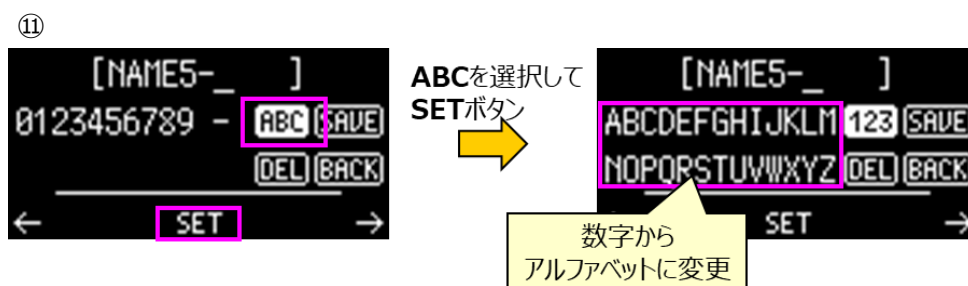 ⑪
[NAME5-_ ]
0123456789 - ABC SAVE
DEL BACK
← SET →
ABCを選択して
SETボタン
[NAME5-_ ]
ABCDEFGHIJKLM 123 SAVE
NOPQRSTUVWXYZ DEL BACK
SET →
数字から
アルファベットに変更